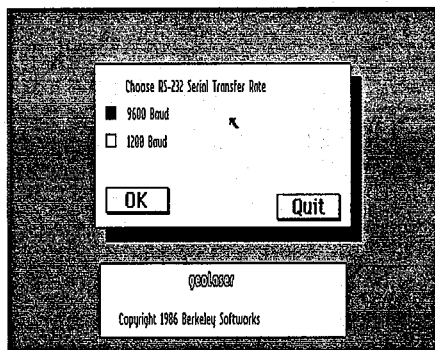 Choose RS-232 Serial Transfer Rate
9600 Baud
1200 Baud
OK
Quit
geoLaser
Copyright 1986 Berkeley Softworks